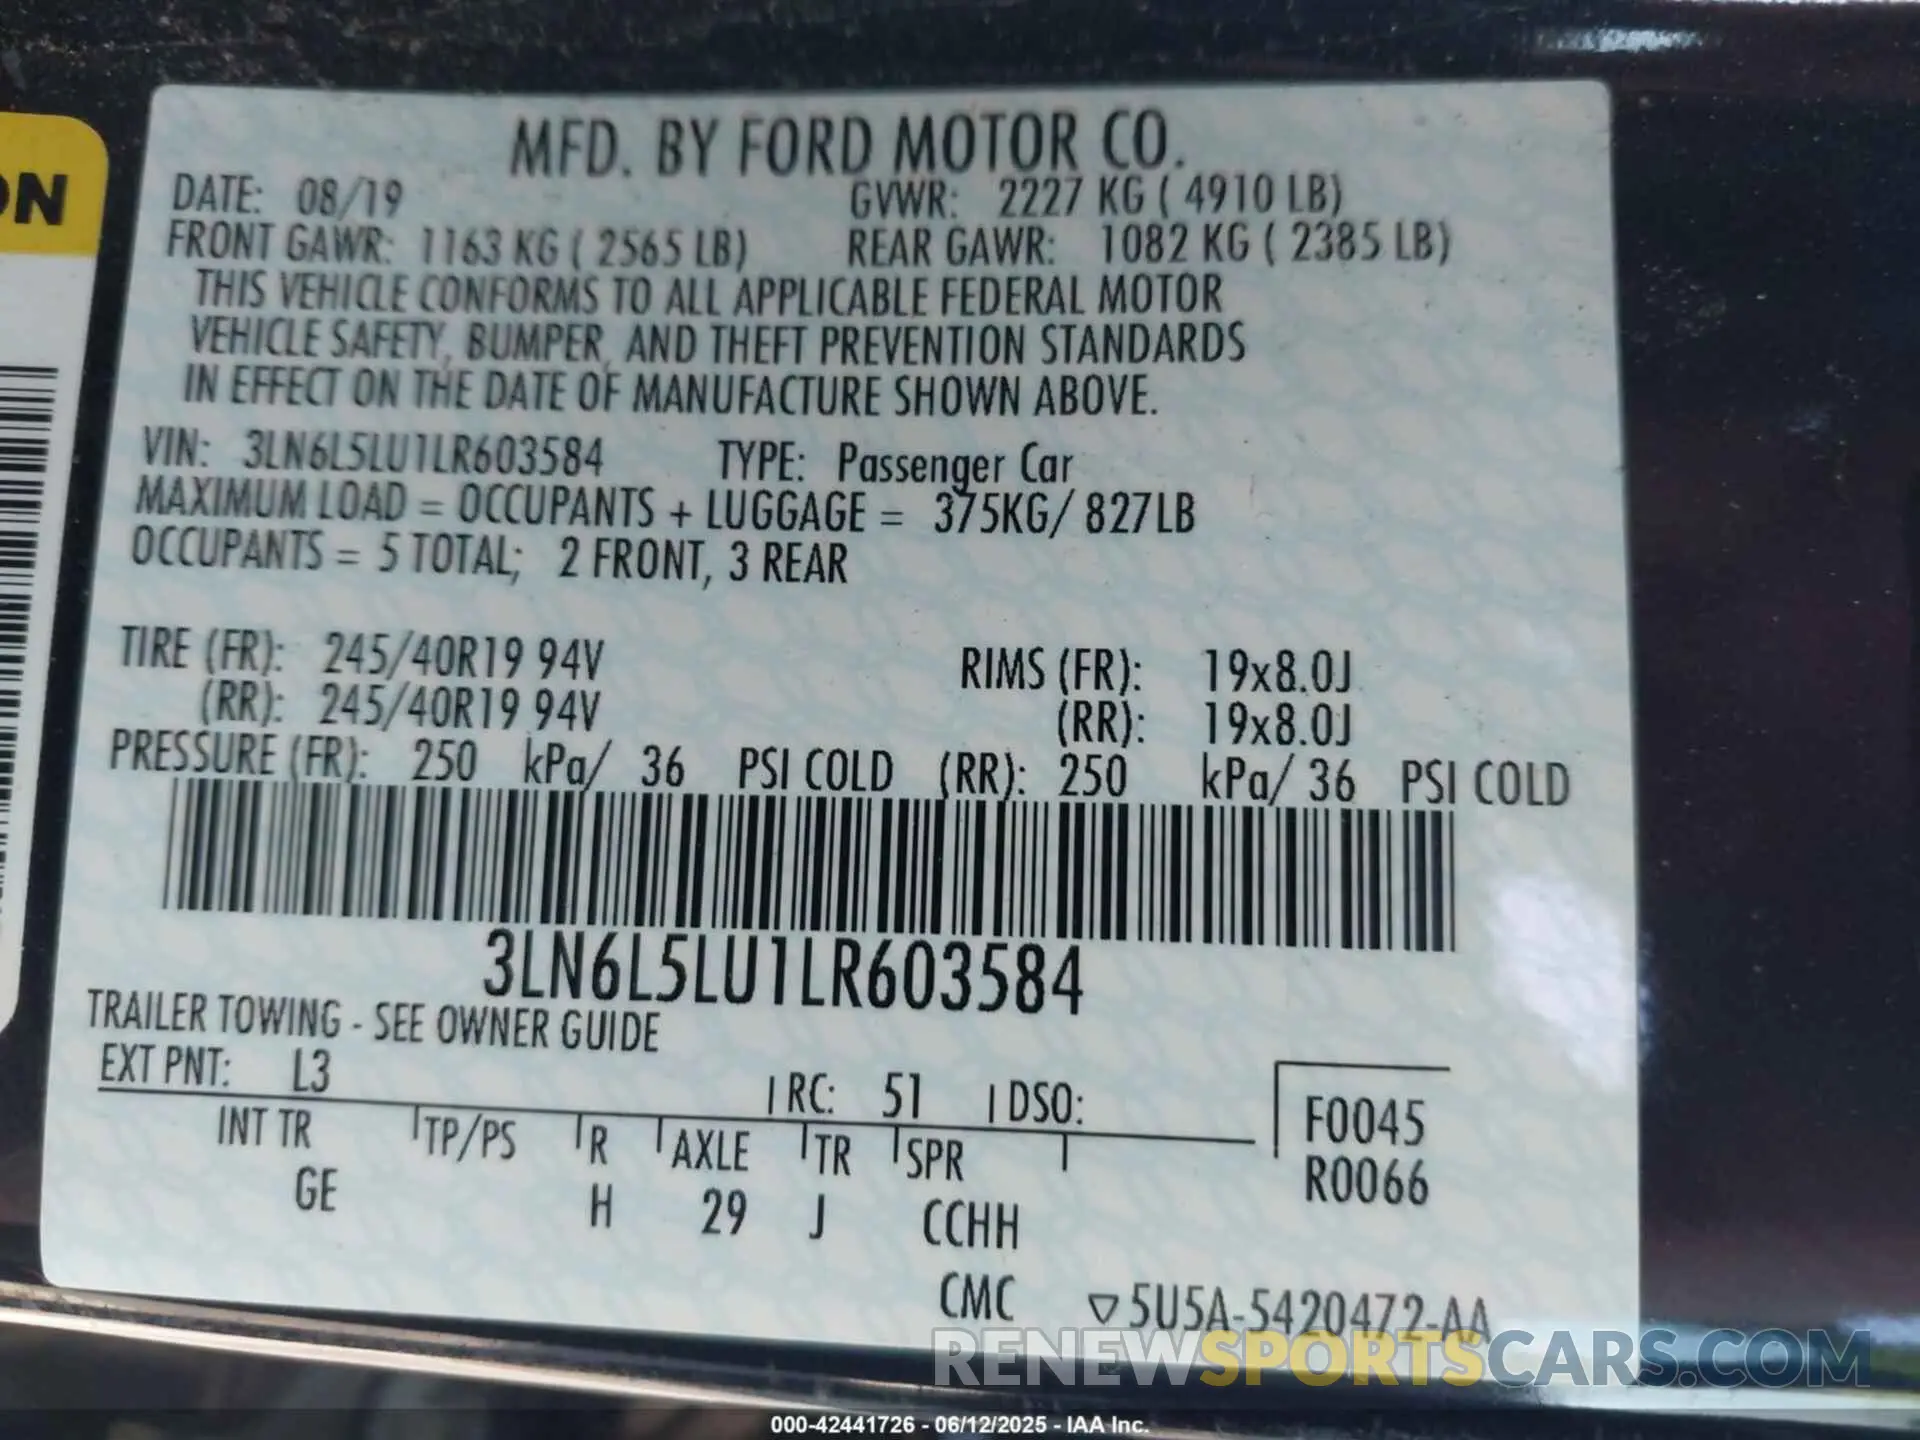 ON
MFD. BY FORD MOTOR CO.
DATE: 08/19 GVWR: 2227 KG ( 4910 LB)
FRONT GAWR: 1163 KG ( 2565 LB) REAR GAWR: 1082 KG ( 2385 LB)
THIS VEHICLE CONFORMS TO ALL APPLICABLE FEDERAL MOTOR
VEHICLE SAFETY, BUMPER, AND THEFT PREVENTION STANDARDS
IN EFFECT ON THE DATE OF MANUFACTURE SHOWN ABOVE.
VIN: 3LN6L5LU1LR603584 TYPE: Passenger Car
MAXIMUM LOAD = OCCUPANTS + LUGGAGE = 375KG/ 827LB
OCCUPANTS = 5 TOTAL; 2 FRONT, 3 REAR
TIRE (FR): 245/40R19 94V RIMS (FR): 19x8.0J
(RR): 245/40R19 94V (RR): 19x8.0J
PRESSURE (FR): 250 kPa/ 36 PSI COLD (RR): 250 kPa/ 36 PSI COLD
3LN6L5LU1LR603584
TRAILER TOWING - SEE OWNER GUIDE
EXT PNT: L3 RC: 51 DSO: F0045
INT TR TP/PS R AXLE TR SPR R0066
GE H 29 J CCHH
CMC ▽5U5A-5420472-AA
RENEWSPORTSCARS.COM
000-42441726 - 06/12/2025 - IAA Inc.